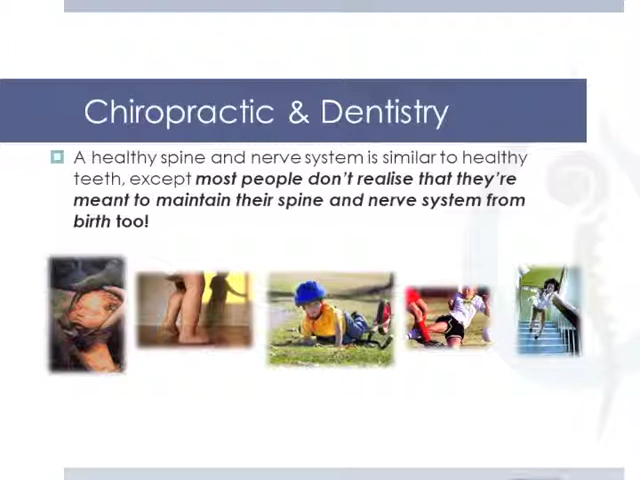 Chiropractic & Dentistry
A healthy spine and nerve system is similar to healthy
teeth, except most people don't realise that they're
meant to maintain their spine and nerve system from
birth too!